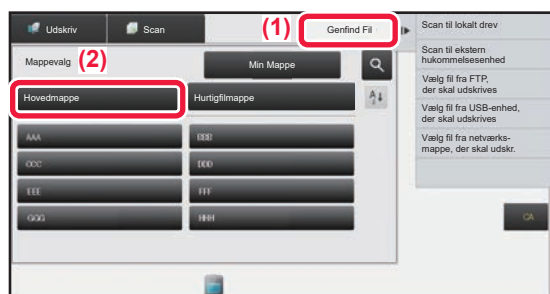 Udskriv
Scan
(1)
Genfind Fil
Mappevalg
(2)
Min Mappe
Hovedmappe
Hurtigfilmappe
AAA
BBB
CCC
DDD
EEE
FFF
GGG
HHH
Scan til lokalt drev
Scan til ekstern
hukommelsesenhed
Vælg fil fra FTP,
der skal udskrives
Vælg fil fra USB-enhed,
der skal udskrives
Vælg fil fra netværks-
mappe, der skal udskr.
CA